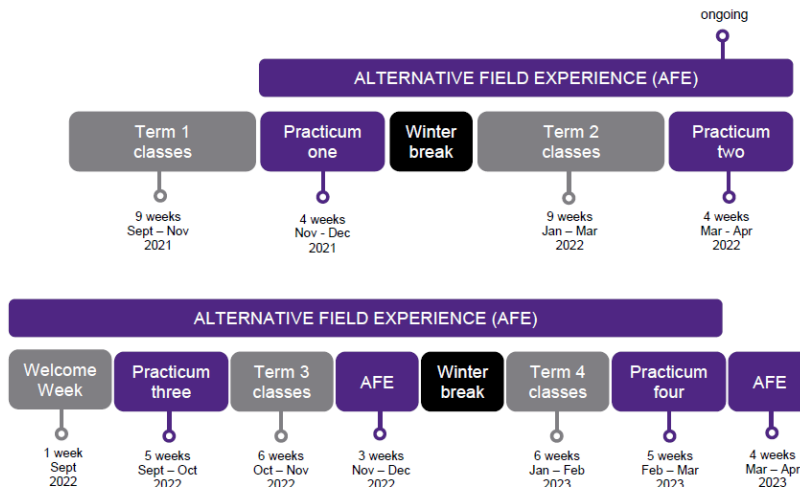 ongoing
ALTERNATIVE FIELD EXPERIENCE (AFE)
Term 1
classes
Practicum
one
Winter
break
Term 2
classes
Practicum
two
9 weeks
Sept – Nov
2021
4 weeks
Nov - Dec
2021
9 weeks
Jan – Mar
2022
4 weeks
Mar - Apr
2022
ALTERNATIVE FIELD EXPERIENCE (AFE)
Welcome
Week
Practicum
three
Term 3
classes
AFE
Winter
break
Term 4
classes
Practicum
four
AFE
1 week
Sept
2022
5 weeks
Sept – Oct
2022
6 weeks
Oct – Nov
2022
3 weeks
Nov – Dec
2022
6 weeks
Jan – Feb
2023
5 weeks
Feb – Mar
2023
4 weeks
Mar – Apr
2023